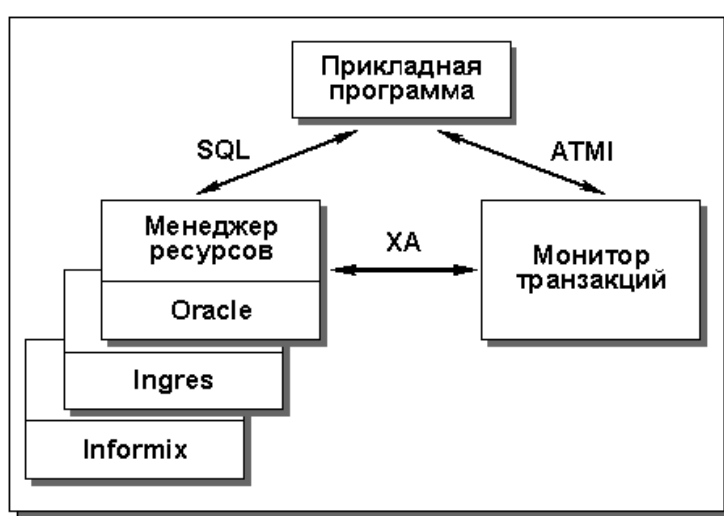 Прикладная
программа
SQL
ATMI
Менеджер
ресурсов
XA
Монитор
транзакций
Oracle
Ingres
Informix